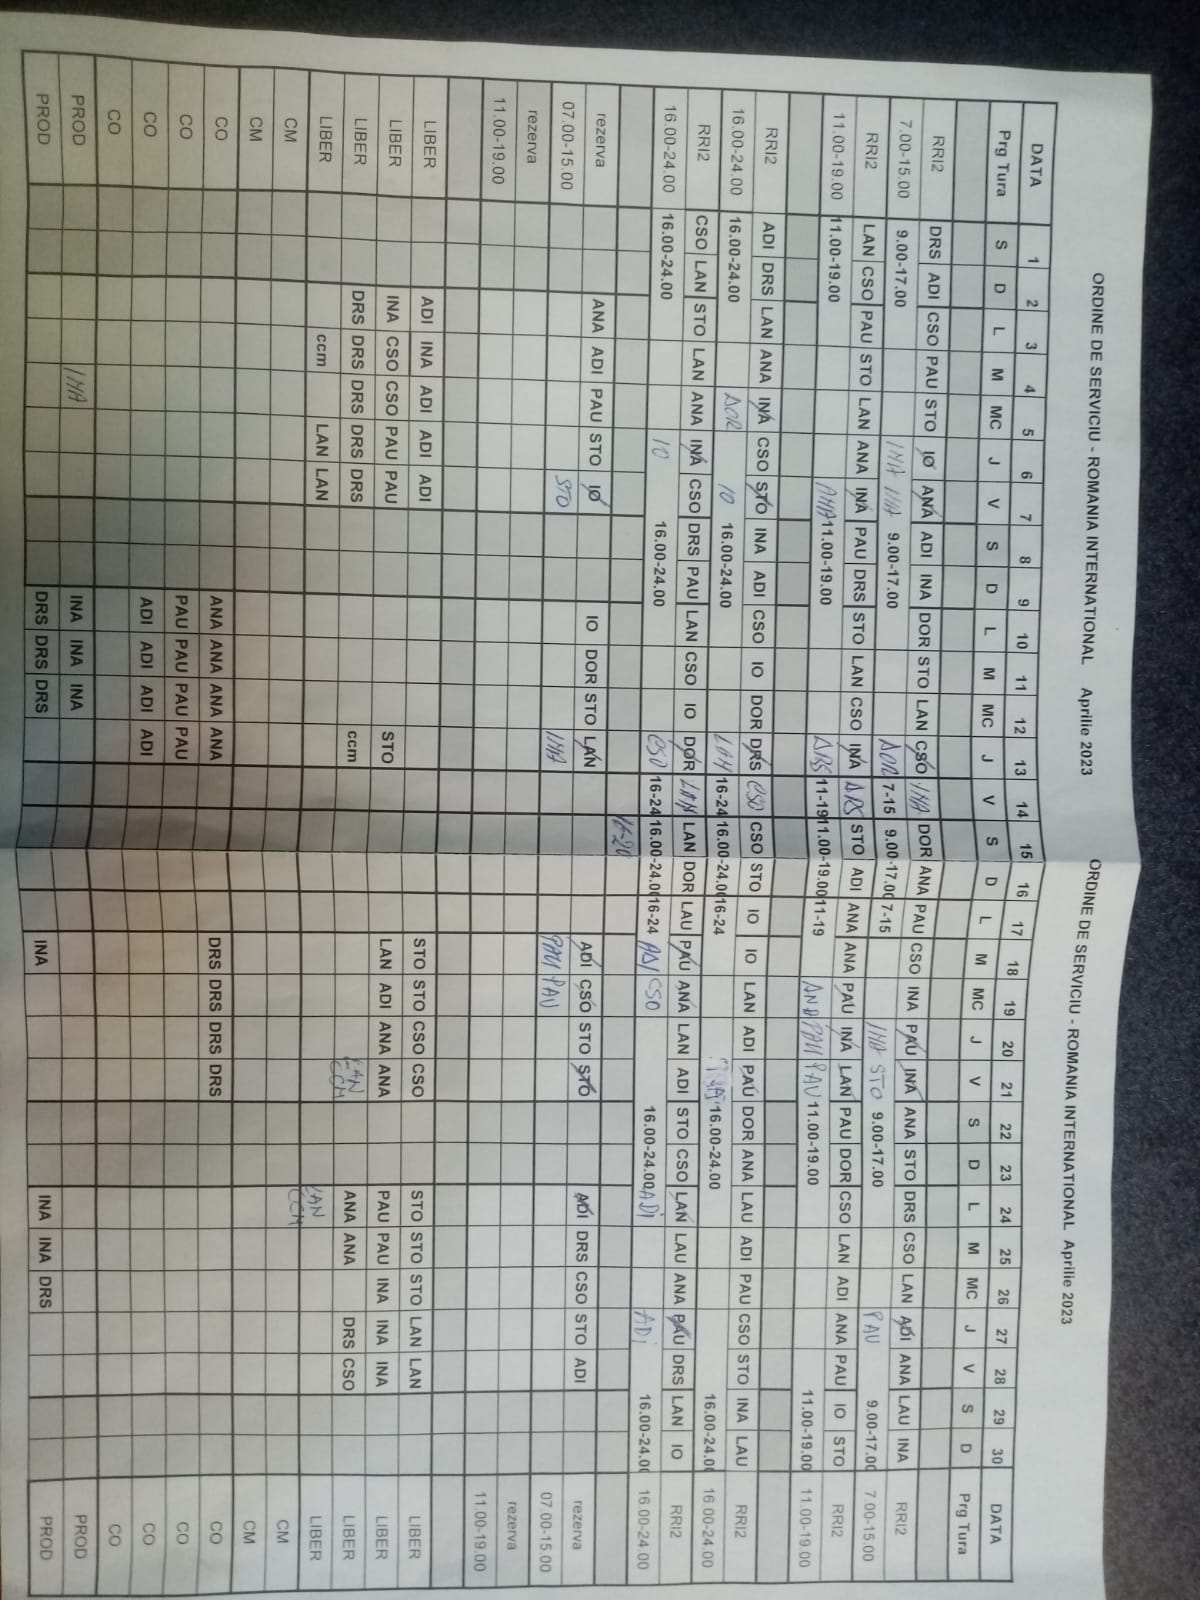 ORDINE DE SERVICIU - ROMANIA INTERNATIONAL Aprilie 2023 ORDINE DE SERVICIU - ROMANIA INTERNATIONAL Aprilie 2023
DATA 1 2 3 4 5 6 7 8 9 10 11 12 13 14 15 16 17 18 19 20 21 22 23 24 25 26 27 28 29 30 DATA
Prg Tura S D L M MC J V S D L M MC J V S D L M MC J V S D L M MC J V S D Prg Tura
RRI2 DRS ADI CSO PAU STO IO ANA ADI INA DOR STO LAN CSO INA DOR ANA PAU CSO INA PAU INA ANA STO DRS CSO LAN ADI ANA LAU INA RRI2
7.00-15.00 9.00-17.00 INA INA 9.00-17.00 DOR 7-15 9.00-17.00 7-15 INA STO 9.00-17.00 PAU 9.00-17.00 7.00-15.00
RRI2 LAN CSO PAU STO LAN ANA INA PAU DRS STO LAN CSO INA DRS STO ADI ANA ANA PAU INA LAN PAU DOR CSO LAN ADI ANA PAU IO STO RRI2
11.00-19.00 11.00-19.00 ANA 11.00-19.00 DRS 11-19 11.00-19.00 11-19 ANA PAU PAU 11.00-19.00 11.00-19.00 11.00-19.00
RRI2 ADI DRS LAN ANA INA CSO STO INA ADI CSO IO DOR DRS CSO CSO STO IO IO LAN ADI PAU DOR ANA LAU ADI PAU CSO STO INA LAU RRI2
16.00-24.00 16.00-24.00 DOR IO 16.00-24.00 LAN 16-24 16.00-24.00 16-24 16.00-24.00 16.00-24.00 16.00-24.00
RRI2 CSO LAN STO LAN ANA INA CSO DRS PAU LAN CSO IO DOR LAN LAN DOR LAU PAU ANA LAN ADI STO CSO LAN LAU ANA PAU DRS LAN IO RRI2
16.00-24.00 16.00-24.00 IO 16.00-24.00 CSO 16-24 16.00-24.00 16-24 ADI CSO 16.00-24.00 ADi ADi 16.00-24.00 16.00-24.00
16-20
rezerva ANA ADI PAU STO IO IO DOR STO LAN ADI CSO STO STO ADI DRS CSO STO ADI rezerva
07.00-15.00 STO INA PAU PAU 07.00-15.00
rezerva rezerva
11.00-19.00 11.00-19.00
LIBER ADI INA ADI ADI ADI STO STO CSO CSO STO STO STO LAN LAN LIBER
LIBER INA CSO CSO PAU PAU STO LAN ADI ANA ANA PAU PAU INA INA INA LIBER
LIBER DRS DRS DRS DRS DRS ccm LAN CCM ANA ANA DRS CSO LIBER
LIBER ccm LAN LAN LAN CCM LIBER
CM CM
CM CM
CO ANA ANA ANA ANA DRS DRS DRS DRS CO
CO PAU PAU PAU PAU CO
CO ADI ADI ADI ADI CO
CO CO
PROD INA INA INA INA PROD
PROD DRS DRS DRS INA INA INA DRS PROD